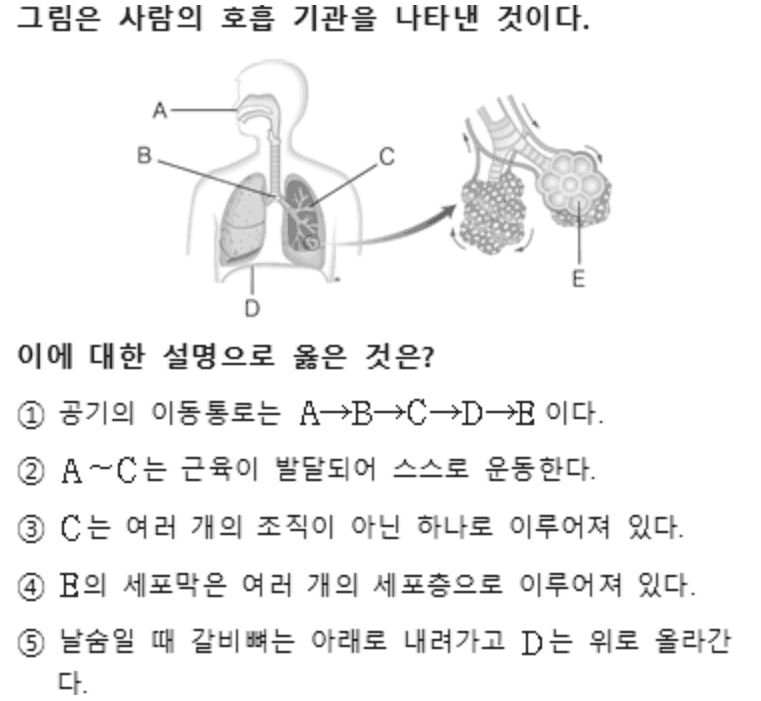 그림은 사람의 호흡 기관을 나타낸 것이다.
A
B
C
D
E
이에 대한 설명으로 옳은 것은?
① 공기의 이동통로는 A→B→C→D→E 이다.
② A~C는 근육이 발달되어 스스로 운동한다.
③ C는 여러 개의 조직이 아닌 하나로 이루어져 있다.
④ E의 세포막은 여러 개의 세포층으로 이루어져 있다.
⑤ 날숨일 때 갈비뼈는 아래로 내려가고 D는 위로 올라간
다.